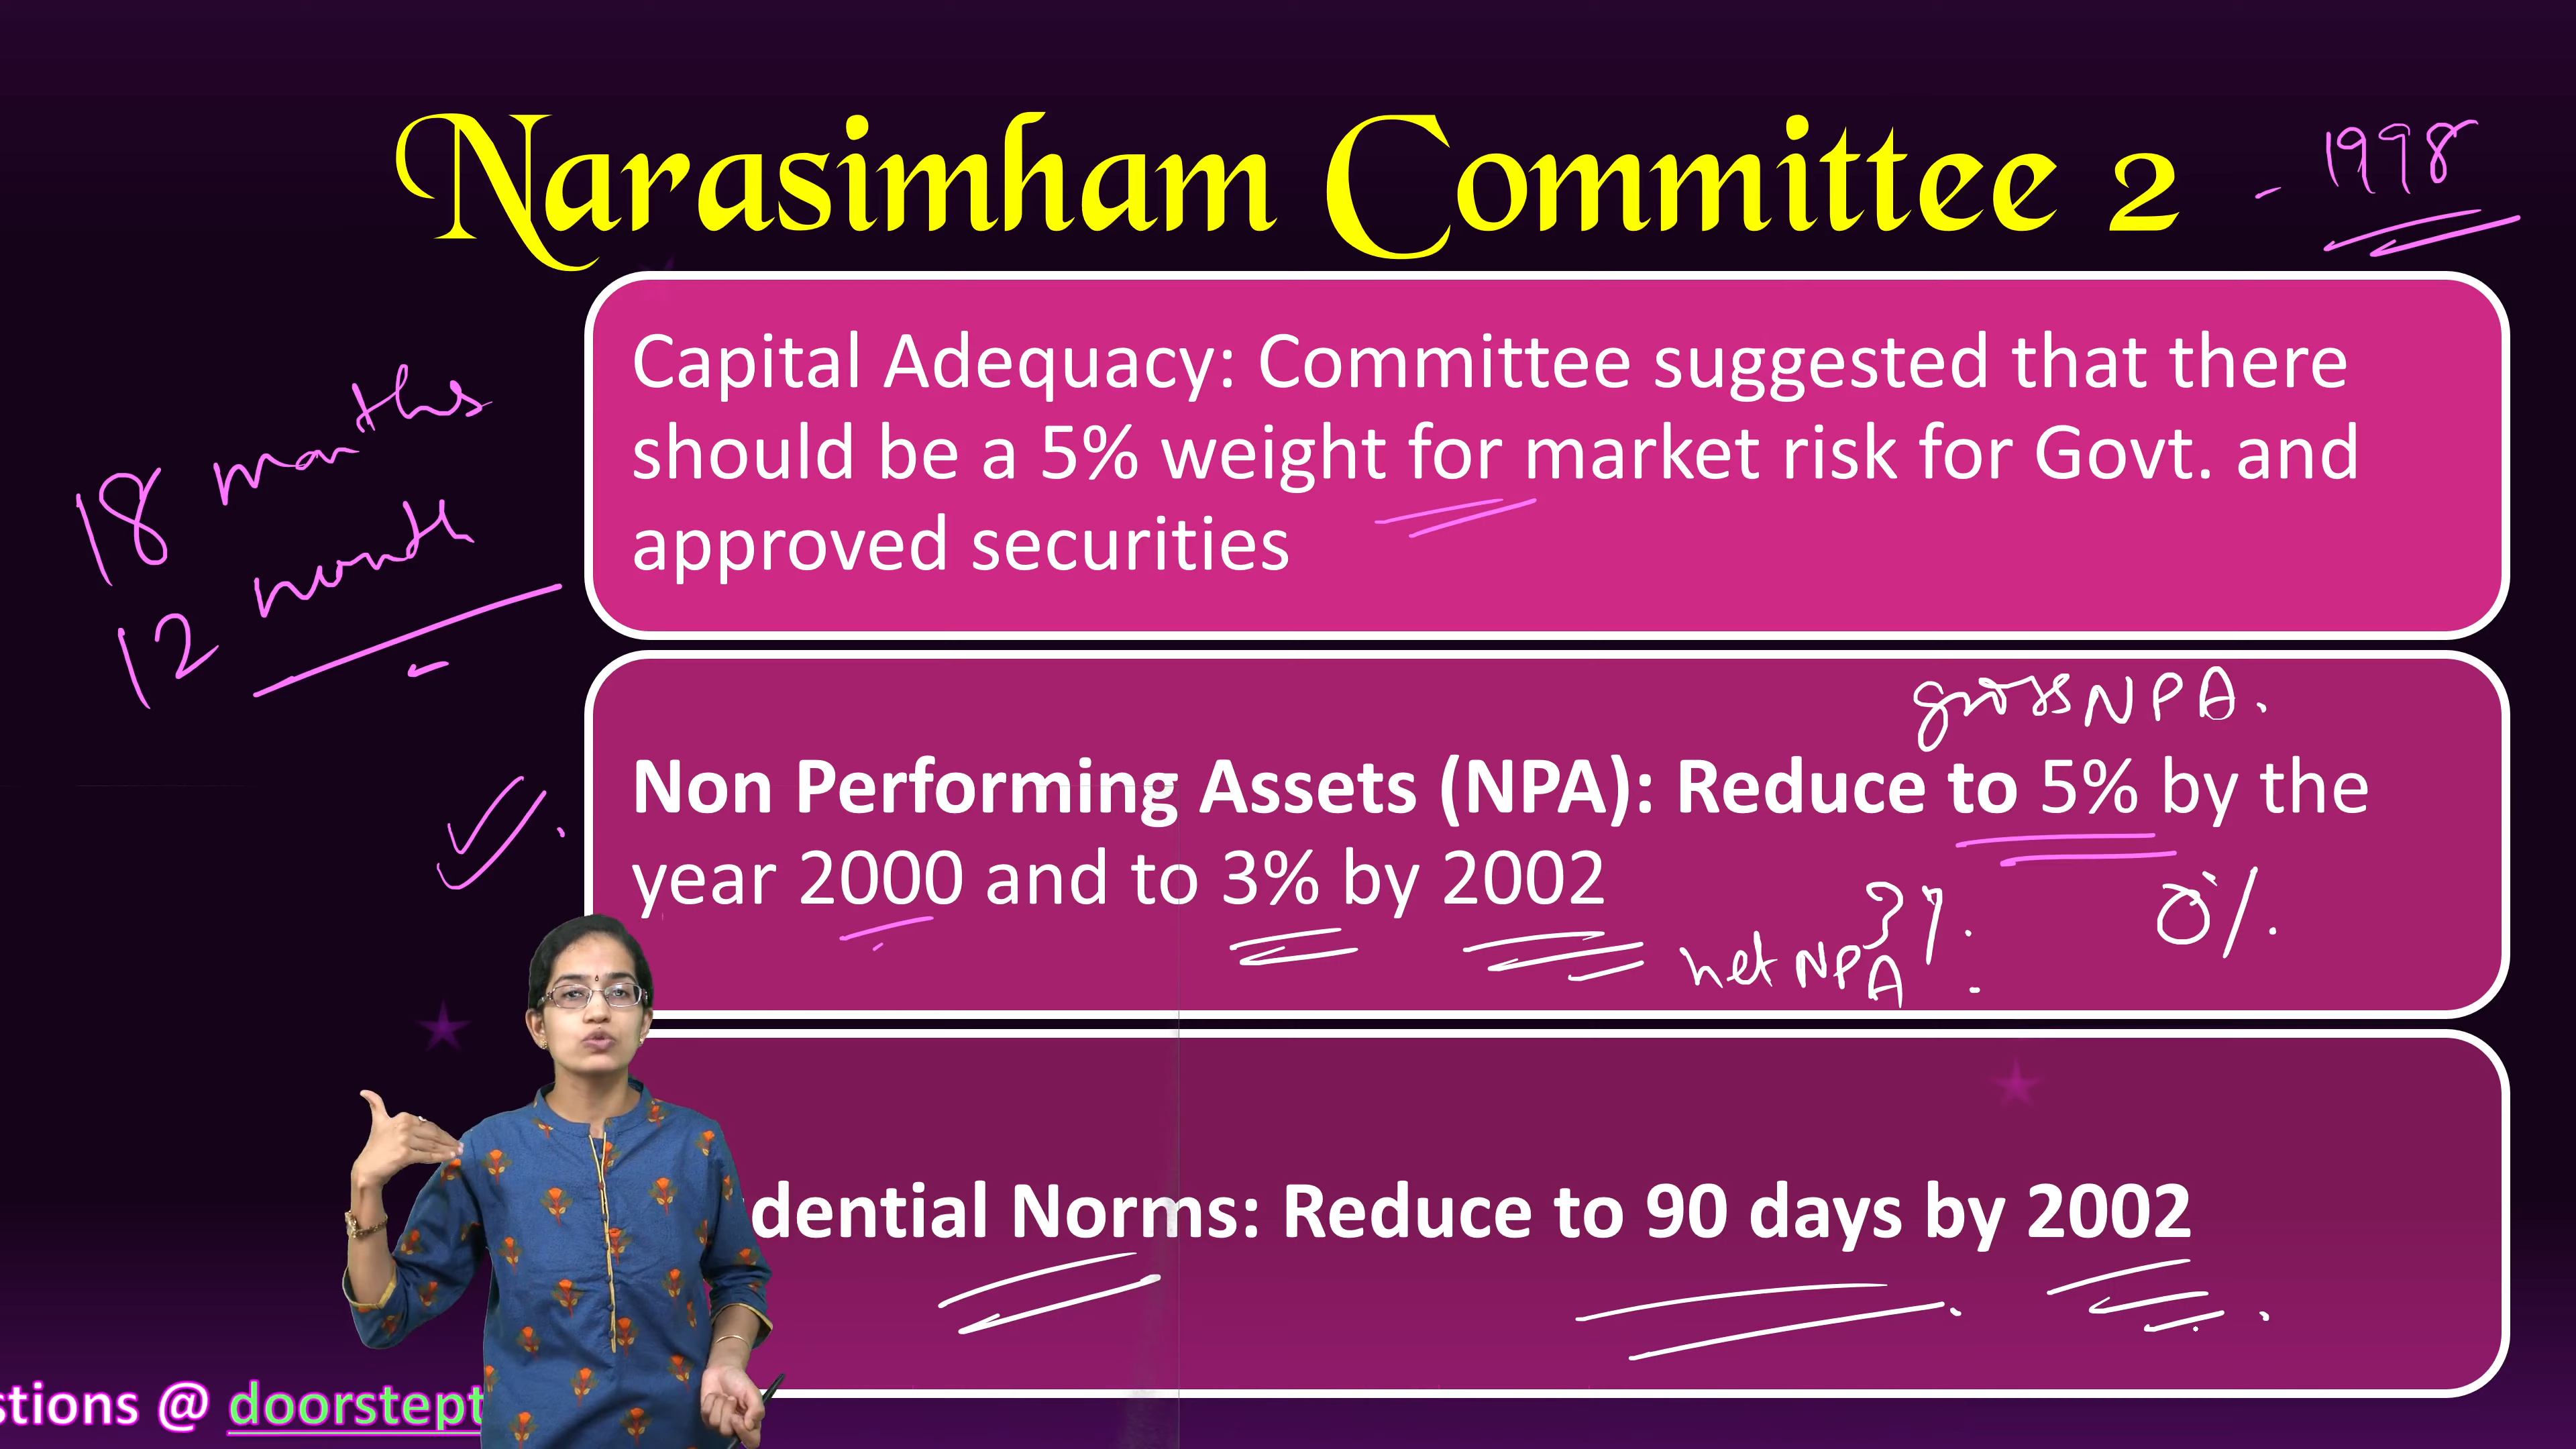 Narasimham Committee 2
- 1998
Capital Adequacy: Committee suggested that there
should be a 5% weight for market risk for Govt. and
approved securities
18 months
12 month
gross NPA.
Non Performing Assets (NPA): Reduce to 5% by the
year 2000 and to 3% by 2002
3%.
0%.
net NPA
dential Norms: Reduce to 90 days by 2002
stions @ doorstept